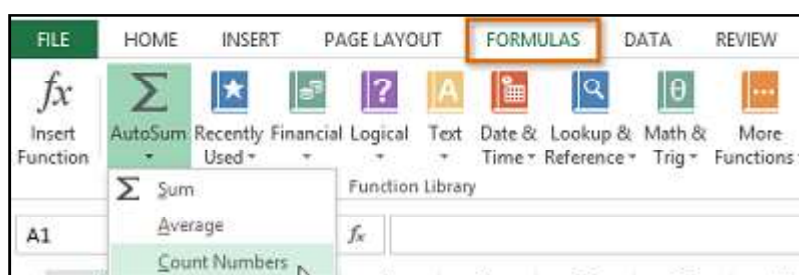 FILE HOME INSERT PAGE LAYOUT FORMULAS DATA REVIEW
fx Σ ? A θ
Insert AutoSum Recently Financial Logical Text Date & Lookup & Math & More
Function Used Time Reference Trig Functions
Σ Sum Function Library
Average
A1 fx
Count Numbers